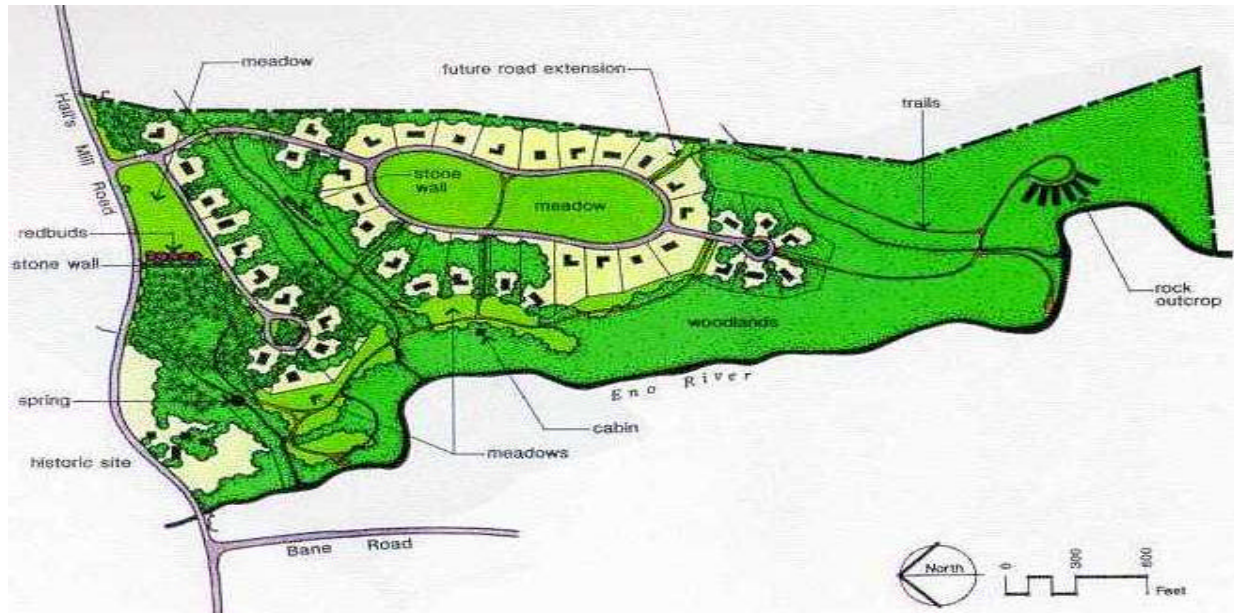 meadow
future road extension
trails
Hall's Mill Road
stone
wall
meadow
redbuds
stone wall
rock
outcrop
woodlands
Eno River
spring
cabin
meadows
historic site
Bane Road
North
0
300
600
Feet